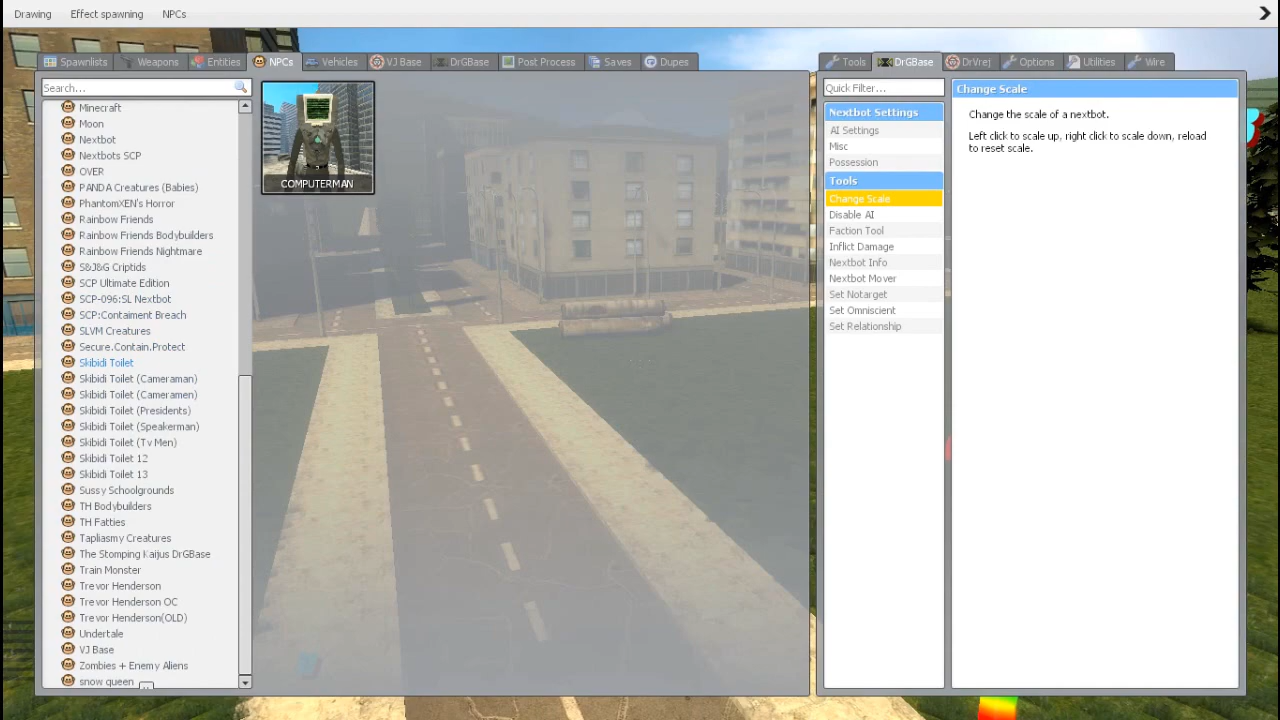 Drawing Effect spawning NPCs
Spawnlists Weapons Entities NPCs Vehicles VJ Base DrGBase Post Process Saves Dupes
Search...
Minecraft
Moon
Nextbot
Nextbots SCP
OVER
PANDA Creatures (Babies)
PhantomXEN's Horror
Rainbow Friends
Rainbow Friends Bodybuilders
Rainbow Friends Nightmare
S&J&G Criptids
SCP Ultimate Edition
SCP-096:SL Nextbot
SCP:Contaiment Breach
SLVM Creatures
Secure.Contain.Protect
Skibidi Toilet
Skibidi Toilet (Cameraman)
Skibidi Toilet (Cameramen)
Skibidi Toilet (Presidents)
Skibidi Toilet (Speakerman)
Skibidi Toilet (Tv Men)
Skibidi Toilet 12
Skibidi Toilet 13
Sussy Schoolgrounds
TH Bodybuilders
TH Fatties
Tapliasmy Creatures
The Stomping Kaijus DrGBase
Train Monster
Trevor Henderson
Trevor Henderson OC
Trevor Henderson(OLD)
Undertale
VJ Base
Zombies + Enemy Aliens
snow queen
...
COMPUTERMAN
Tools DrGBase DrVrej Options Utilities Wire
Quick Filter...
Nextbot Settings
AI Settings
Misc
Possession
Tools
Change Scale
Disable AI
Faction Tool
Inflict Damage
Nextbot Info
Nextbot Mover
Set Notarget
Set Omniscient
Set Relationship
Change Scale
Change the scale of a nextbot.
Left click to scale up, right click to scale down, reload
to reset scale.